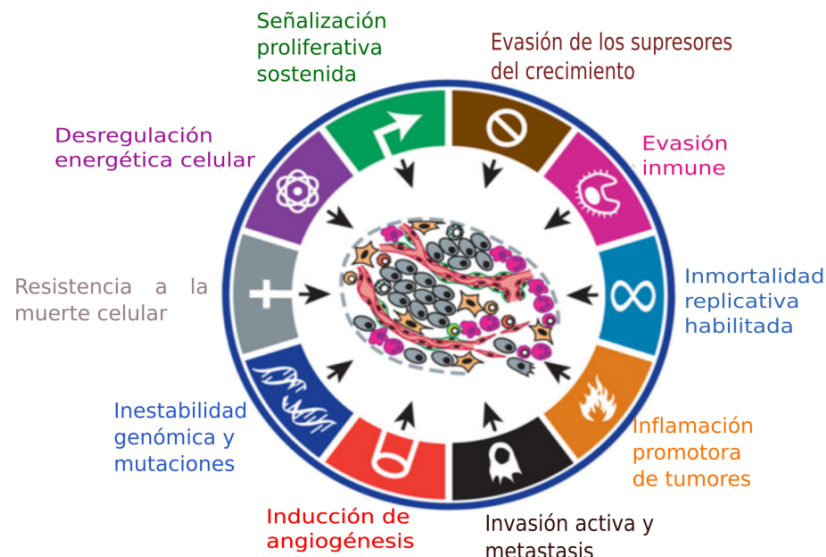 Señalización
proliferativa
sostenida
Evasión de los supresores
del crecimiento
Desregulación
energética celular
Evasión
inmune
Resistencia a la
muerte celular
Inmortalidad
replicativa
habilitada
Inestabilidad
genómica y
mutaciones
Inflamación
promotora
de tumores
Inducción de
angiogénesis
Invasión activa y
metastasis